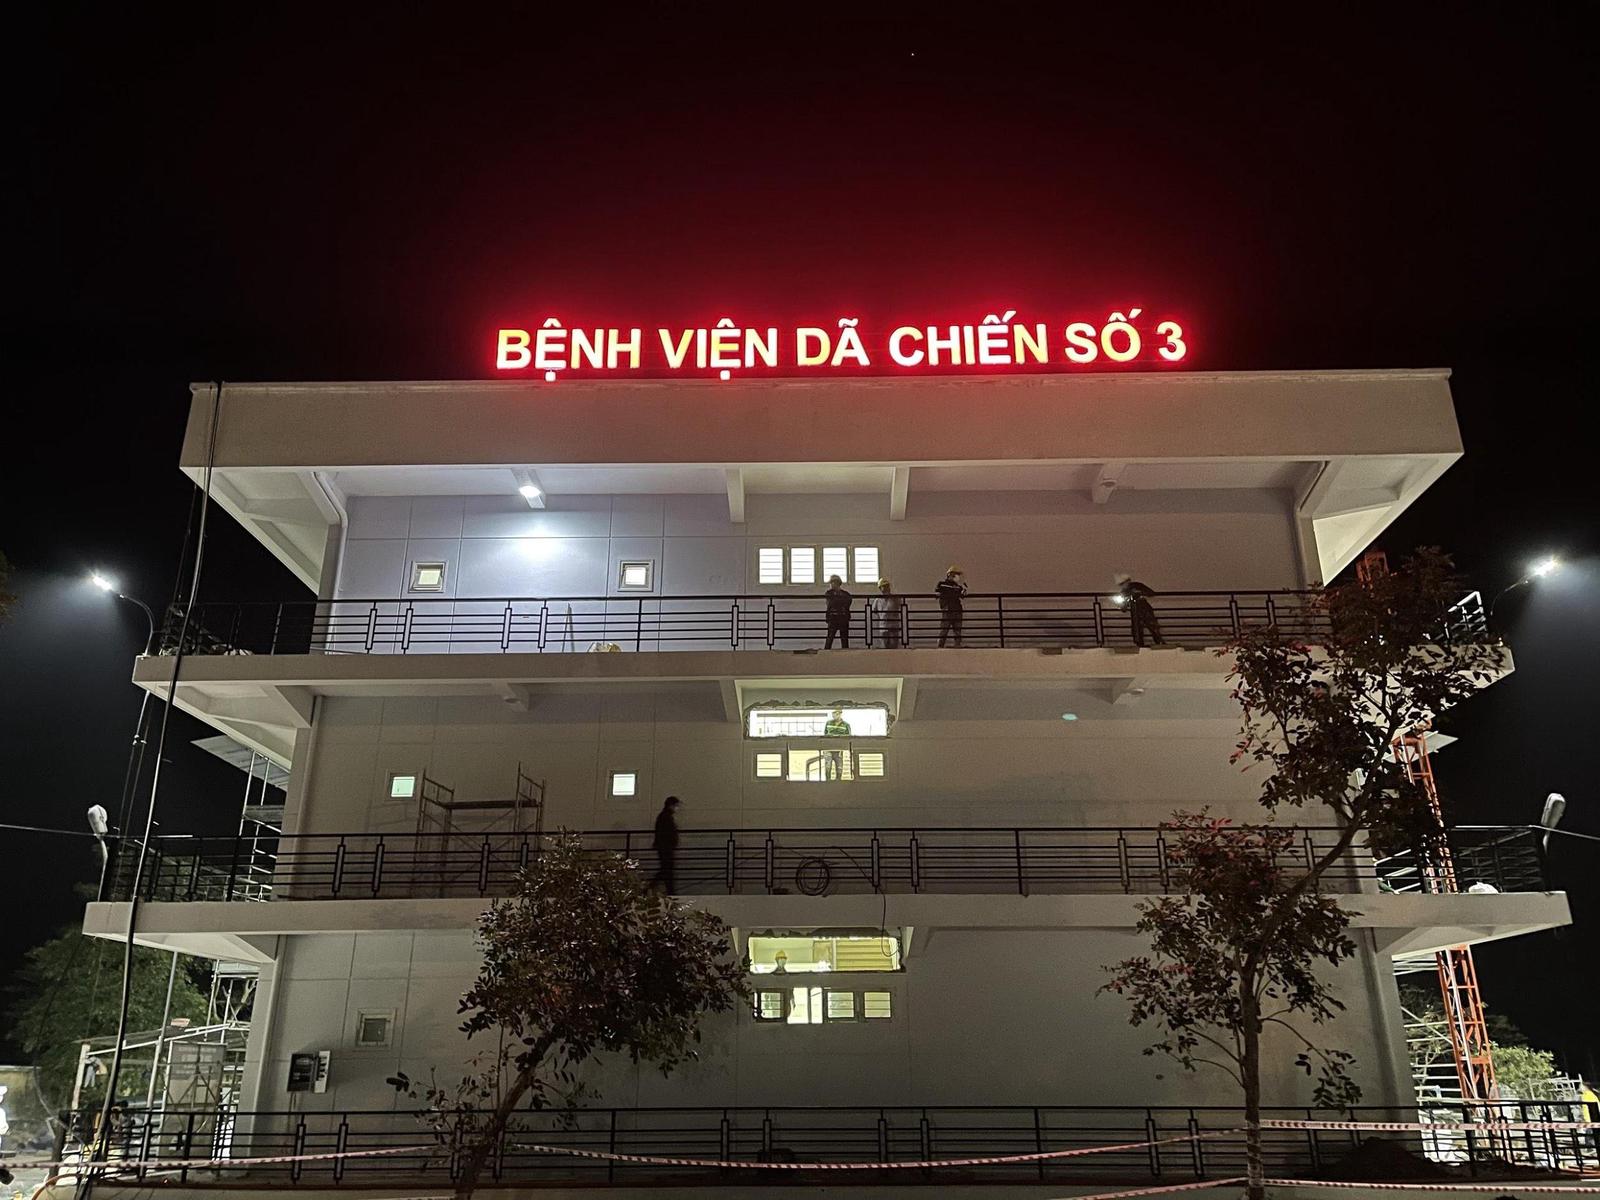 BỆNH VIỆN DÃ CHIẾN SỐ 3